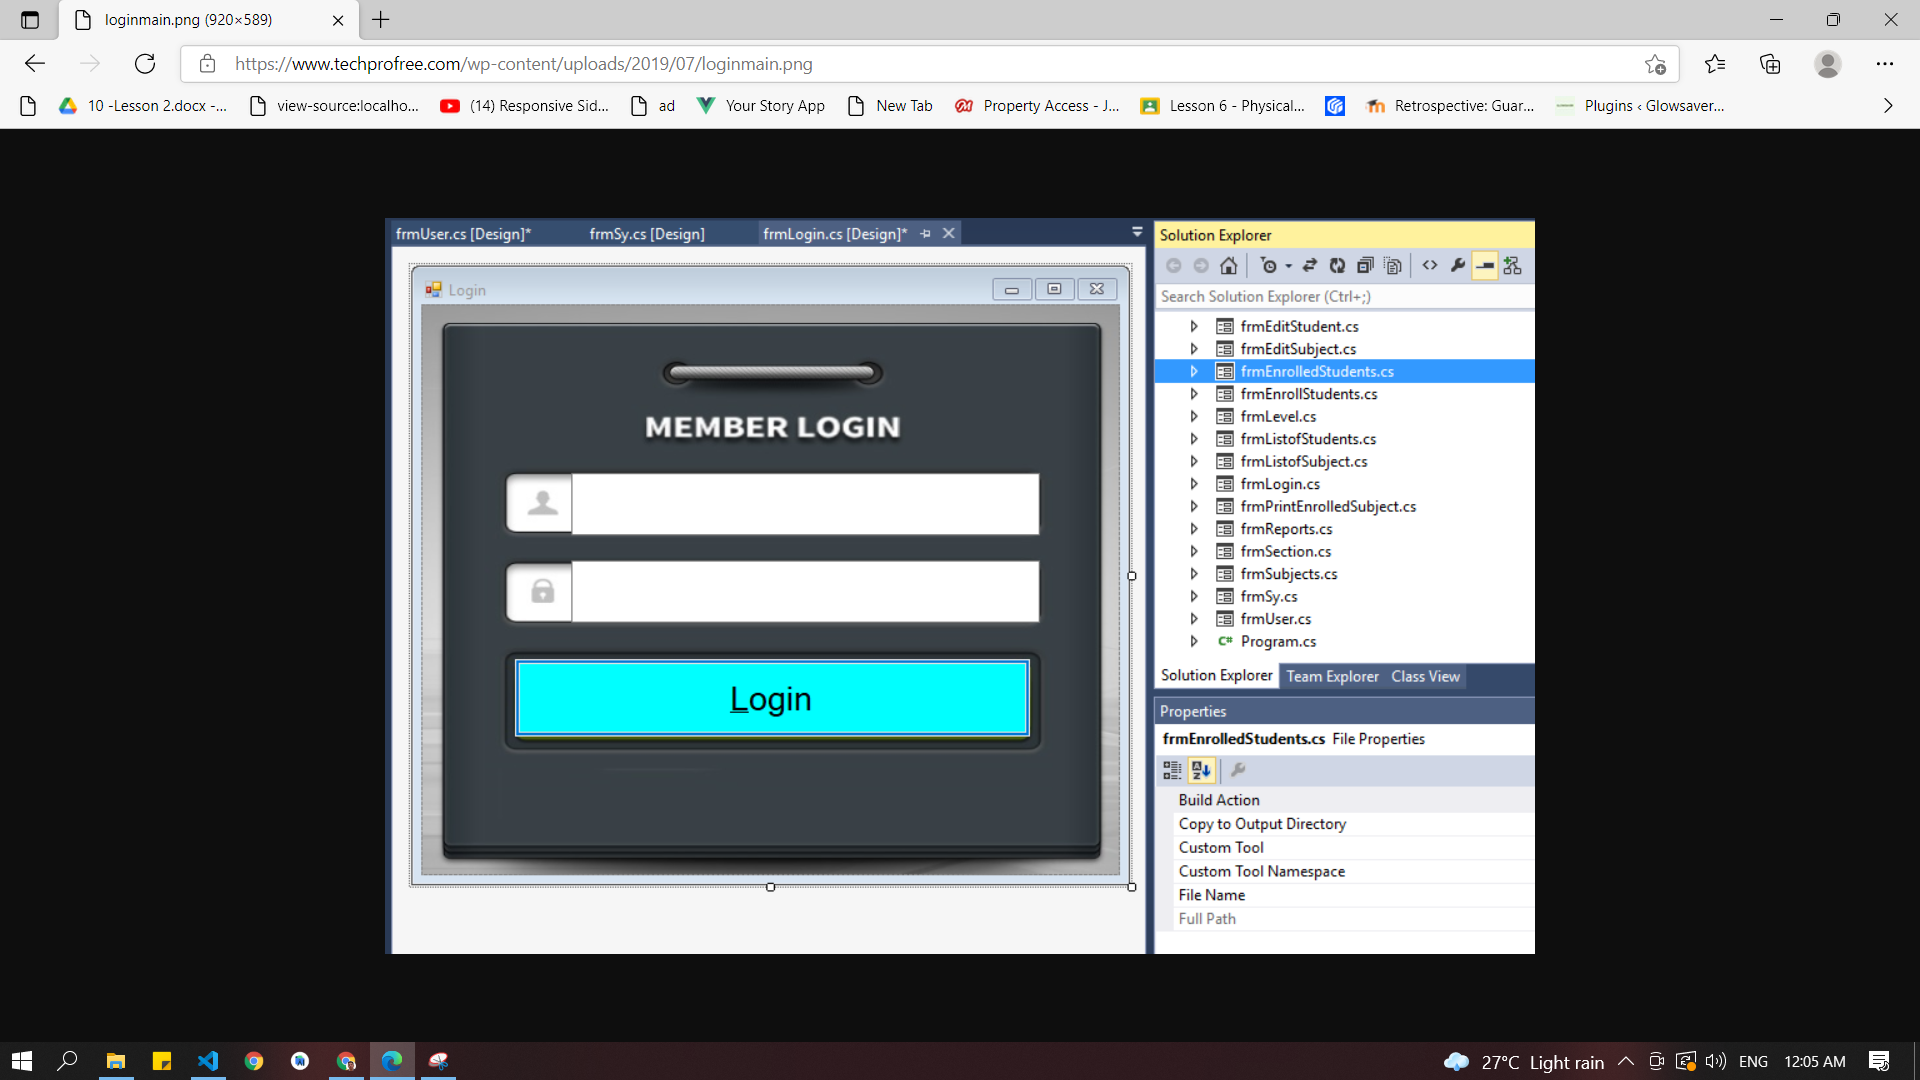 loginmain.png (920×589)
https://www.techprofree.com/wp-content/uploads/2019/07/loginmain.png
10 -Lesson 2.docx -...
view-source:localho...
(14) Responsive Sid...
ad
Your Story App
New Tab
Property Access - J...
Lesson 6 - Physical...
Retrospective: Guar...
Plugins ‹ Glowsaver...
frmUser.cs [Design]*
frmSy.cs [Design]
frmLogin.cs [Design]*
Login
MEMBER LOGIN
Login
Solution Explorer
Search Solution Explorer (Ctrl+;)
frmEditStudent.cs
frmEditSubject.cs
frmEnrolledStudents.cs
frmEnrollStudents.cs
frmLevel.cs
frmListofStudents.cs
frmListofSubject.cs
frmLogin.cs
frmPrintEnrolledSubject.cs
frmReports.cs
frmSection.cs
frmSubjects.cs
frmSy.cs
frmUser.cs
C# Program.cs
Solution Explorer
Team Explorer
Class View
Properties
frmEnrolledStudents.cs File Properties
Build Action
Copy to Output Directory
Custom Tool
Custom Tool Namespace
File Name
Full Path
27°C Light rain
ENG
12:05 AM